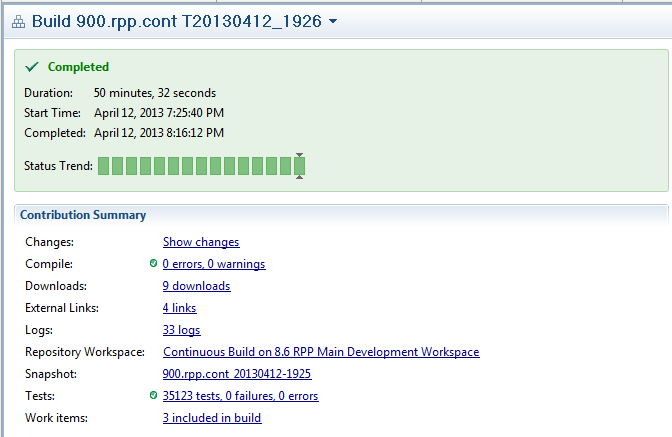 Build 900.rpp.cont T20130412_1926
Completed
Duration: 50 minutes, 32 seconds
Start Time: April 12, 2013 7:25:40 PM
Completed: April 12, 2013 8:16:12 PM
Status Trend:
Contribution Summary
Changes: Show changes
Compile: 0 errors, 0 warnings
Downloads: 9 downloads
External Links: 4 links
Logs: 33 logs
Repository Workspace: Continuous Build on 8.6 RPP Main Development Workspace
Snapshot: 900.rpp.cont 20130412-1925
Tests: 35123 tests, 0 failures, 0 errors
Work items: 3 included in build